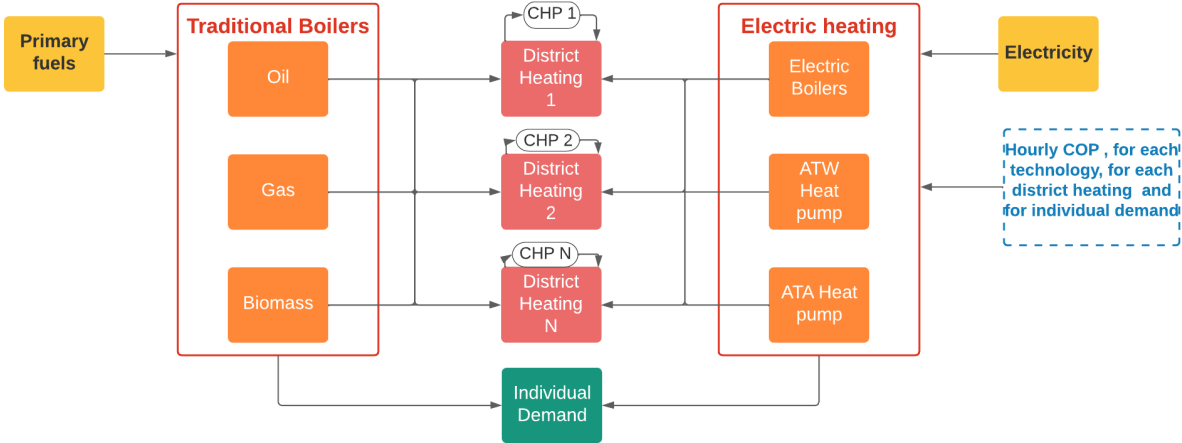 Primary
fuels
Traditional Boilers
Oil
Gas
Biomass
CHP 1
District
Heating
1
CHP 2
District
Heating
2
CHP N
District
Heating
N
Individual
Demand
Electric heating
Electric
Boilers
ATW
Heat
pump
ATA Heat
pump
Electricity
Hourly COP , for each
technology, for each
district heating and
for individual demand